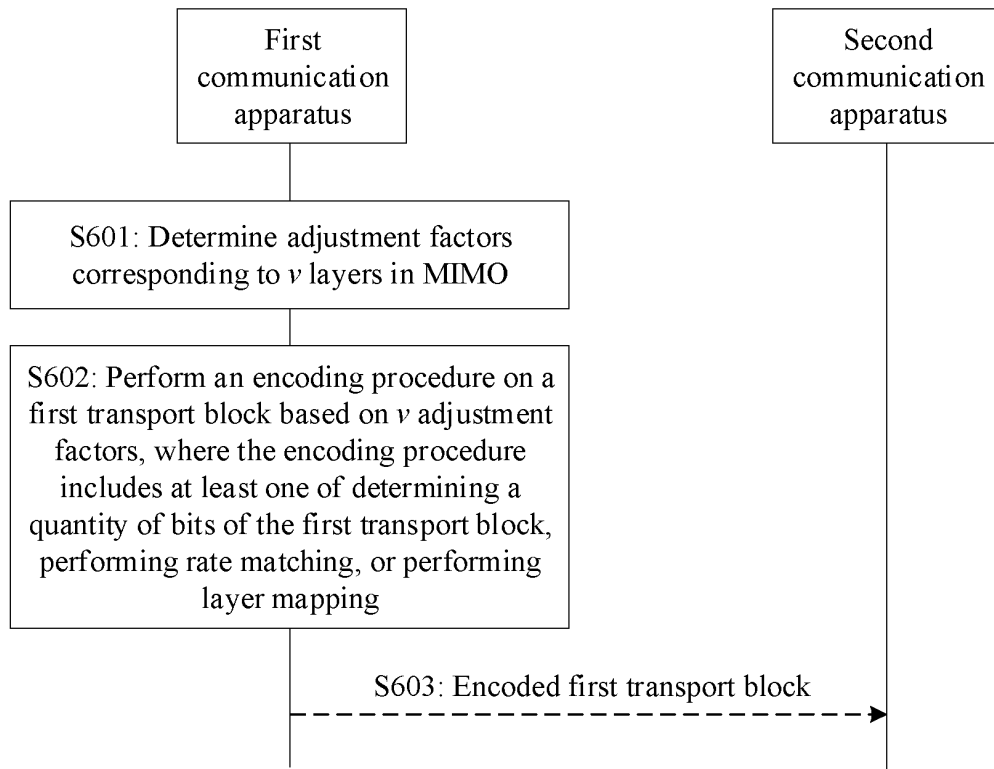 First
communication
apparatus
Second
communication
apparatus
S601: Determine adjustment factors
corresponding to v layers in MIMO
S602: Perform an encoding procedure on a
first transport block based on v adjustment
factors, where the encoding procedure
includes at least one of determining a
quantity of bits of the first transport block,
performing rate matching, or performing
layer mapping
S603: Encoded first transport block